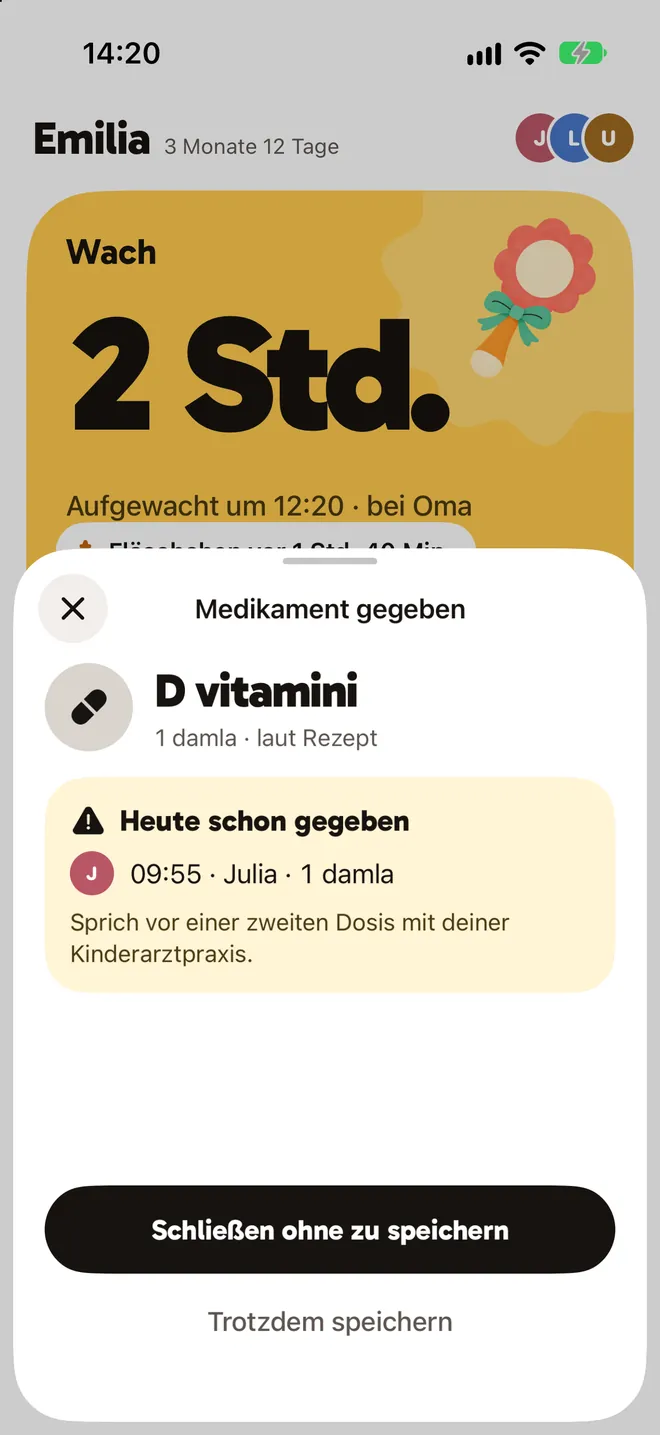 14:20
Emilia 3 Monate 12 Tage
J L U
Wach
2 Std.
Aufgewacht um 12:20 · bei Oma
Medikament gegeben
D vitamini
1 damla · laut Rezept
Heute schon gegeben
J 09:55 · Julia · 1 damla
Sprich vor einer zweiten Dosis mit deiner
Kinderarztpraxis.
Schließen ohne zu speichern
Trotzdem speichern